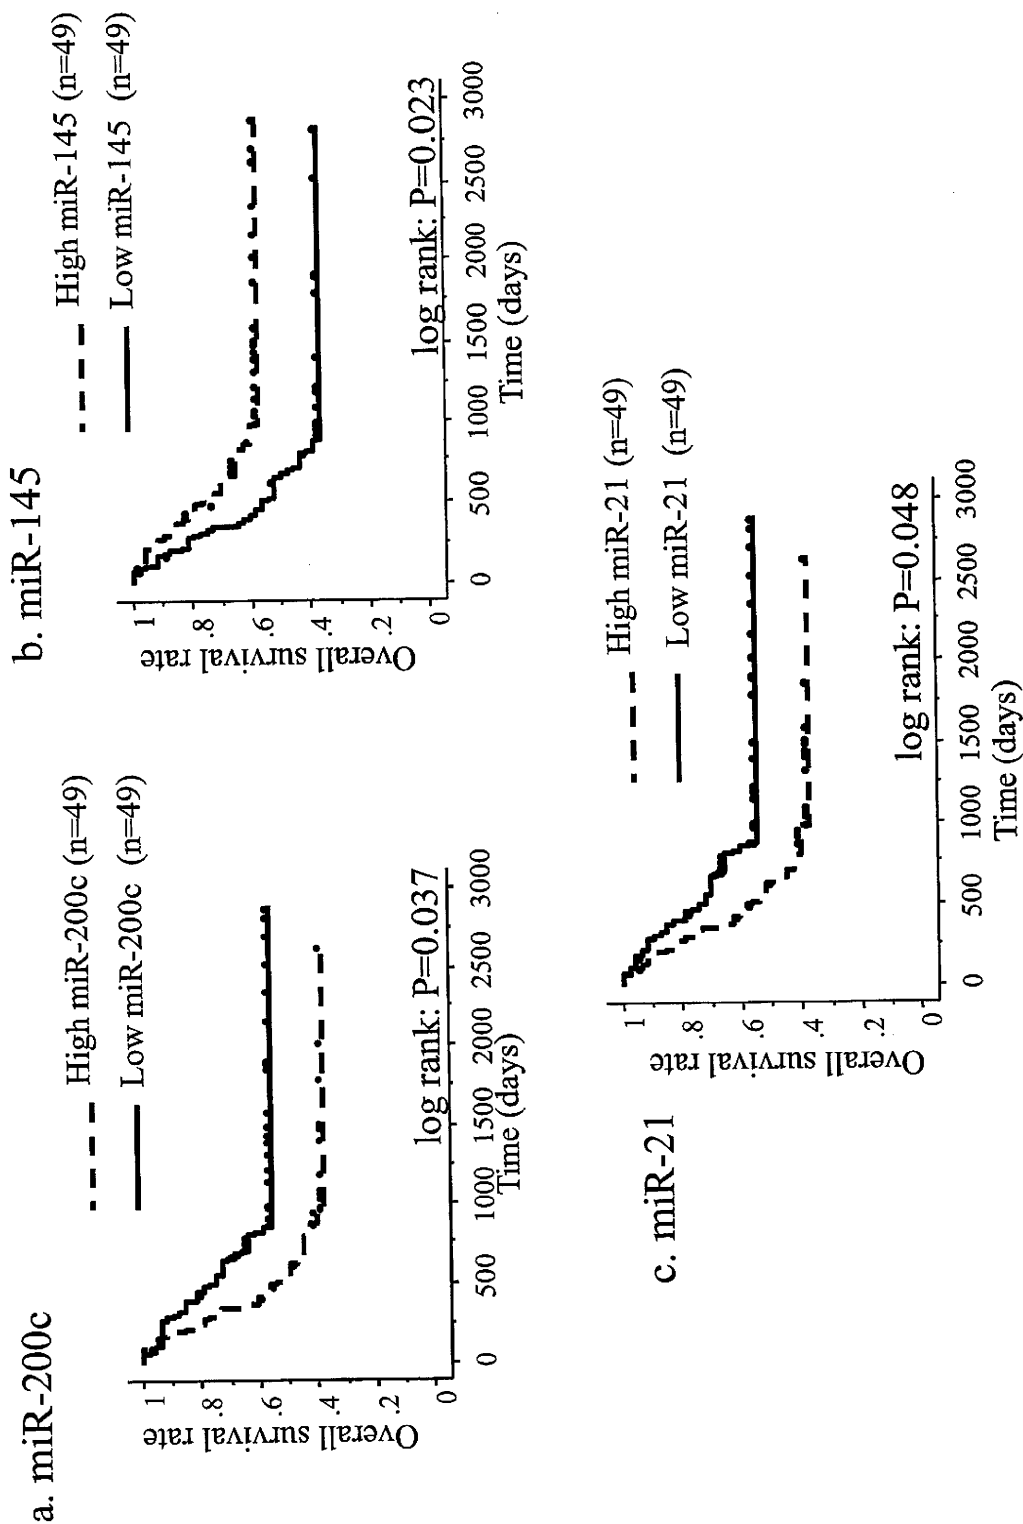 a. miR-200c
High miR-200c (n=49)
Low miR-200c (n=49)
Overall survival rate
1
.8
.6
.4
.2
0
log rank: P=0.037
0 500 1000 1500 2000 2500 3000
Time (days)
b. miR-145
High miR-145 (n=49)
Low miR-145 (n=49)
Overall survival rate
1
.8
.6
.4
.2
0
log rank: P=0.023
0 500 1000 1500 2000 2500 3000
Time (days)
c. miR-21
High miR-21 (n=49)
Low miR-21 (n=49)
Overall survival rate
1
.8
.6
.4
.2
0
log rank: P=0.048
0 500 1000 1500 2000 2500 3000
Time (days)